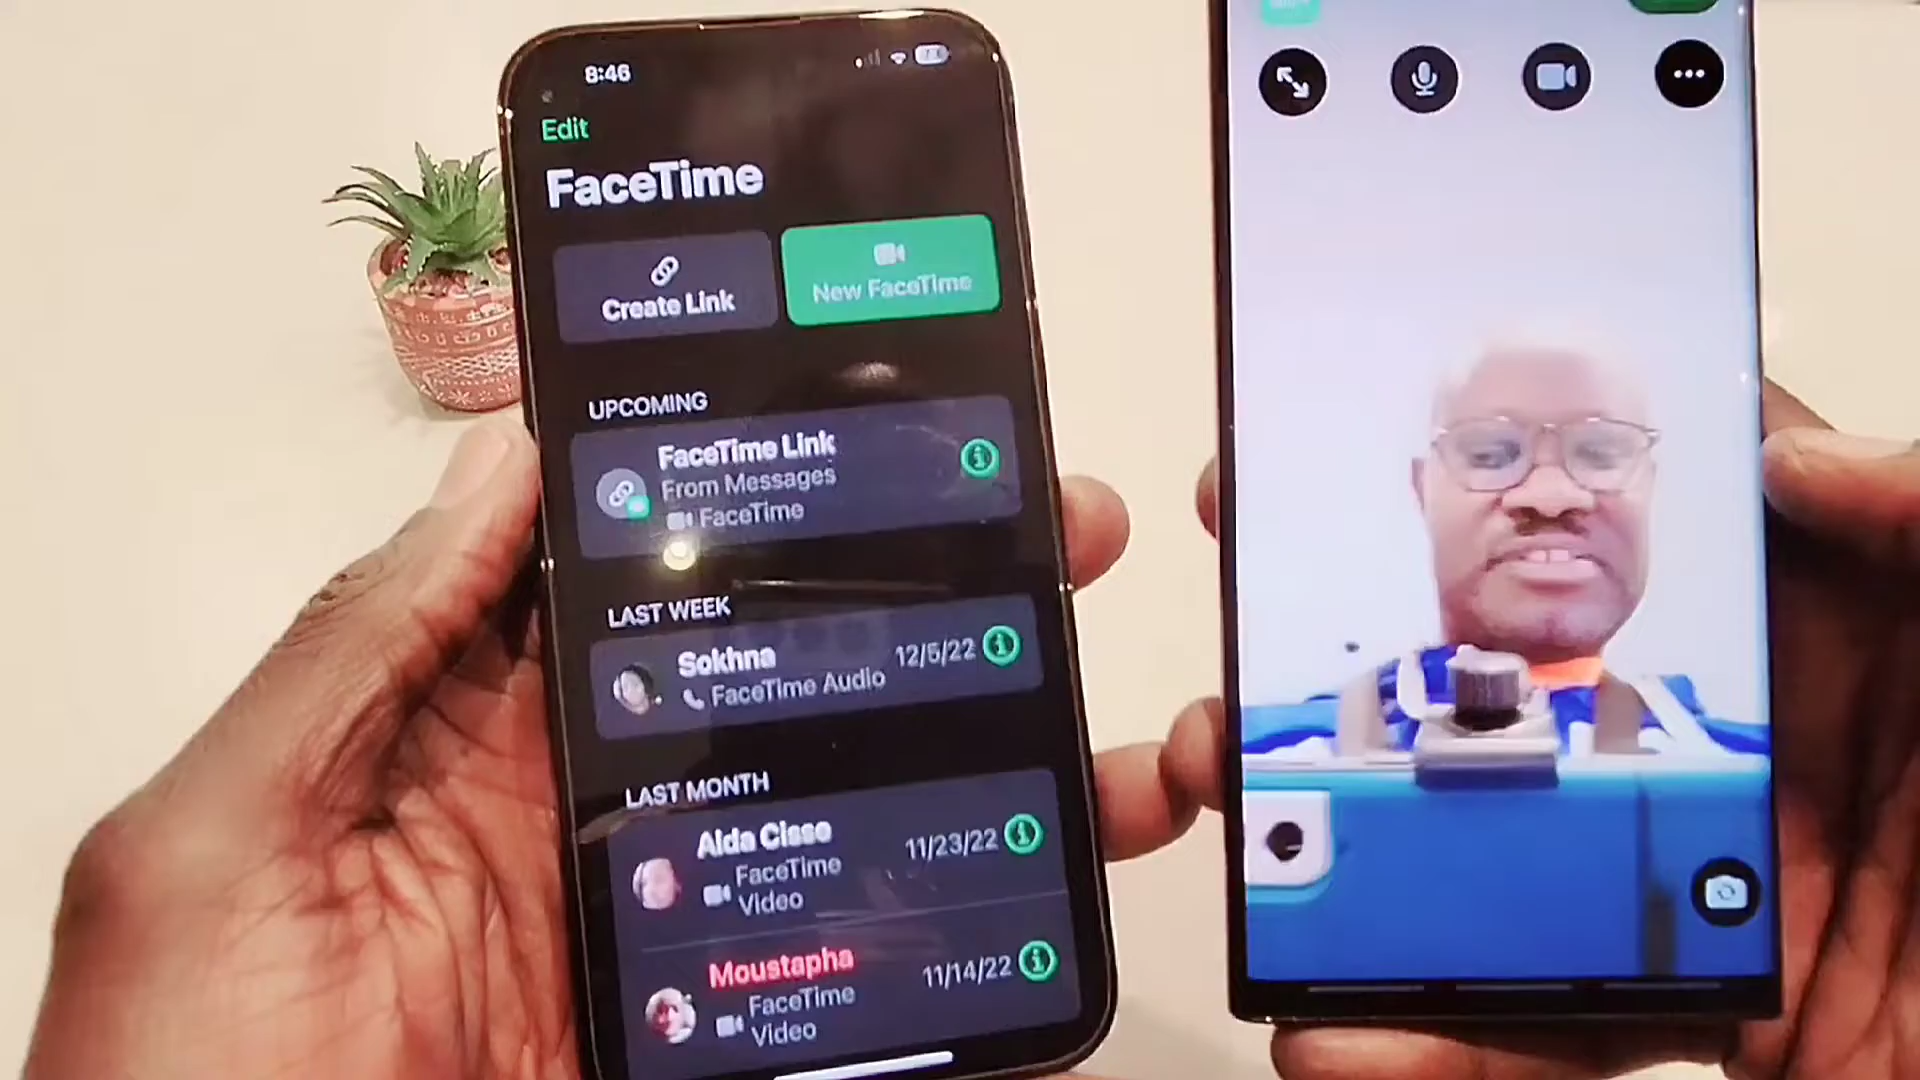 8:46
Edit
FaceTime
Create Link
New FaceTime
UPCOMING
FaceTime Link
From Messages
FaceTime
LAST WEEK
Sokhna
12/5/22
FaceTime Audio
LAST MONTH
Aida Cisse
11/23/22
FaceTime
Video
Moustapha
11/14/22
FaceTime
Video